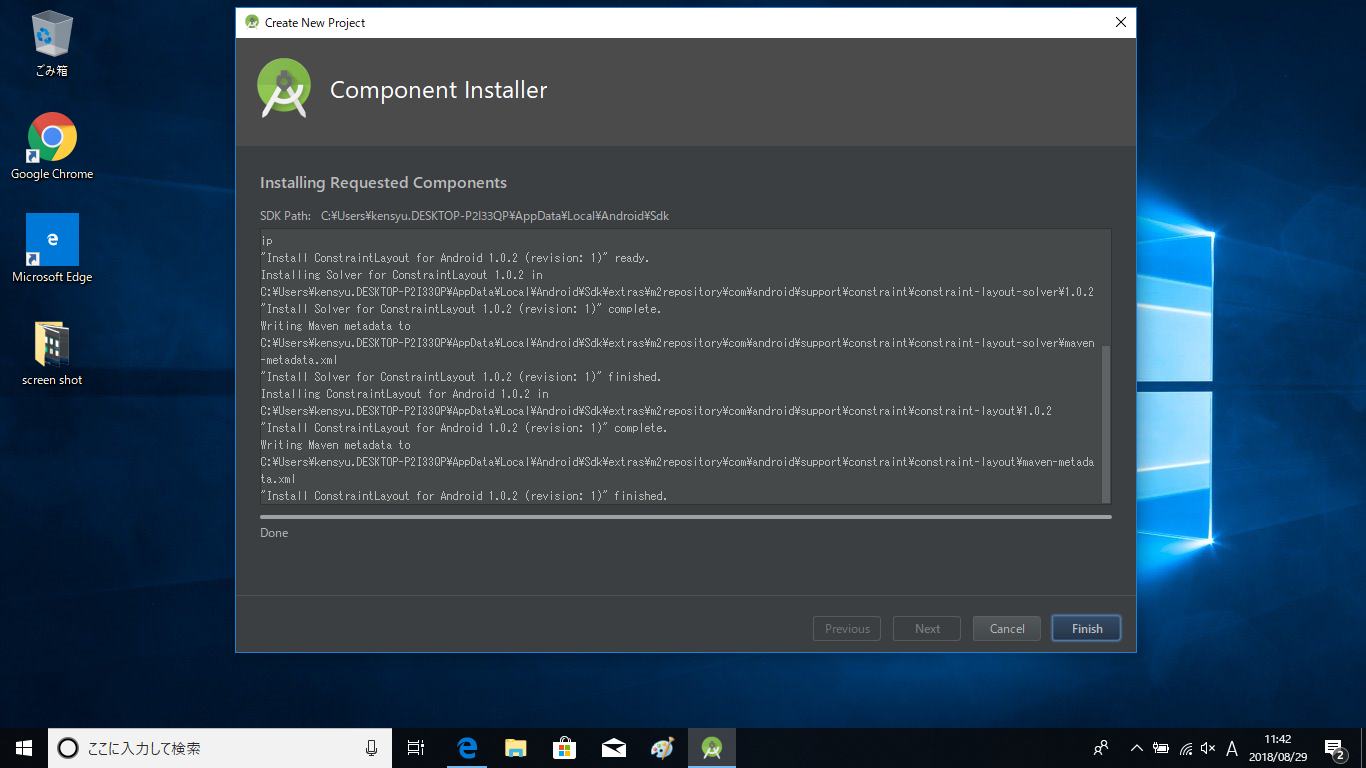 ごみ箱
Google Chrome
Microsoft Edge
screen shot
Create New Project
Component Installer
Installing Requested Components
SDK Path: C:¥Users¥kensyu.DESKTOP-P2I33QP¥AppData¥Local¥Android¥Sdk
ip
"Install ConstraintLayout for Android 1.0.2 (revision: 1)" ready.
Installing Solver for ConstraintLayout 1.0.2 in
C:¥Users¥kensyu.DESKTOP-P2I33QP¥AppData¥Local¥Android¥Sdk¥extras¥m2repository¥com¥android¥support¥constraint¥constraint-layout-solver¥1.0.2
"Install Solver for ConstraintLayout 1.0.2 (revision: 1)" complete.
Writing Maven metadata to
C:¥Users¥kensyu.DESKTOP-P2I33QP¥AppData¥Local¥Android¥Sdk¥extras¥m2repository¥com¥android¥support¥constraint¥constraint-layout-solver¥maven
-metadata.xml
"Install Solver for ConstraintLayout 1.0.2 (revision: 1)" finished.
Installing ConstraintLayout for Android 1.0.2 in
C:¥Users¥kensyu.DESKTOP-P2I33QP¥AppData¥Local¥Android¥Sdk¥extras¥m2repository¥com¥android¥support¥constraint¥constraint-layout¥1.0.2
"Install ConstraintLayout for Android 1.0.2 (revision: 1)" complete.
Writing Maven metadata to
C:¥Users¥kensyu.DESKTOP-P2I33QP¥AppData¥Local¥Android¥Sdk¥extras¥m2repository¥com¥android¥support¥constraint¥constraint-layout¥maven-metada
ta.xml
"Install ConstraintLayout for Android 1.0.2 (revision: 1)" finished.
Done
Previous
Next
Cancel
Finish
ここに入力して検索
A
11:42
2018/08/29
2